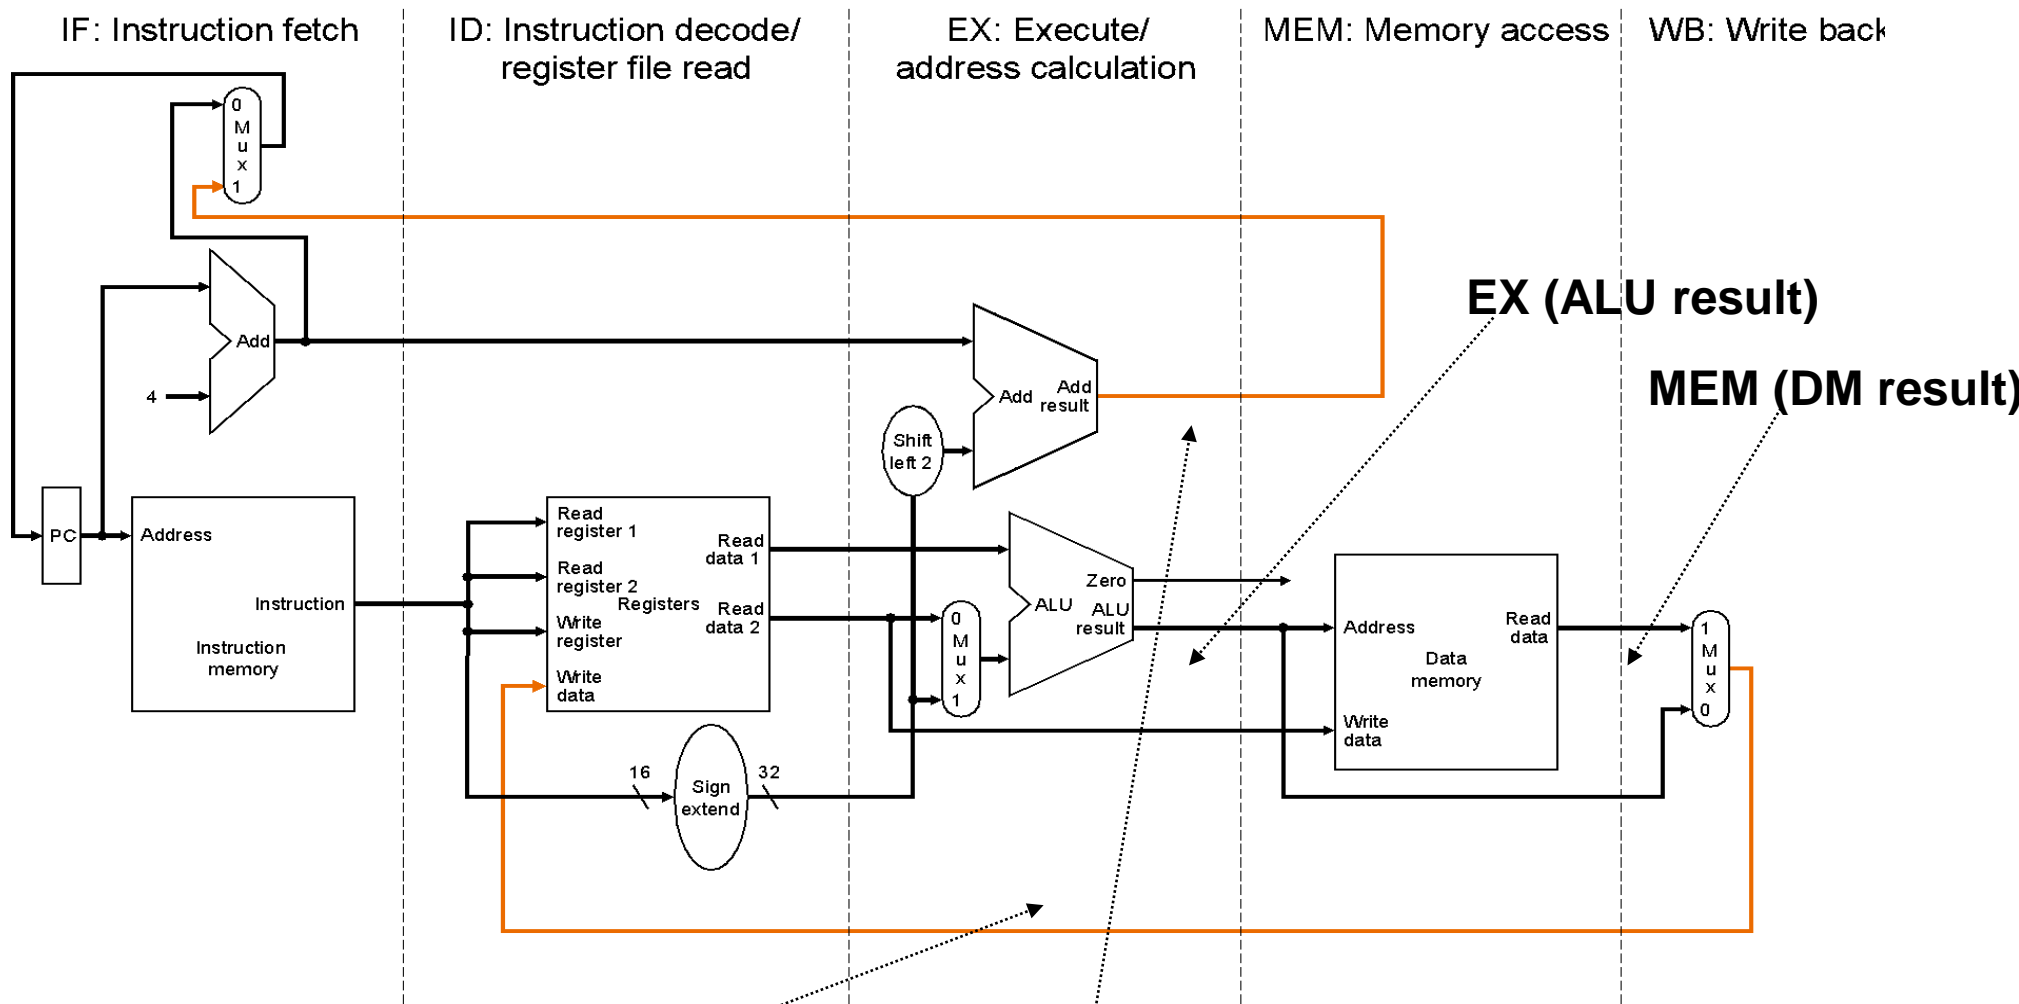 IF: Instruction fetch
ID: Instruction decode/
register file read
EX: Execute/
address calculation
MEM: Memory access
WB: Write back
0
M
u
x
1
Add
4
EX (ALU result)
MEM (DM result)
Add
Add
result
Shift
left 2
PC
Address
Instruction
Instruction
memory
Read
register 1
Read
register 2
Write
register
Write
data
Registers
Read
data 1
Read
data 2
16
Sign
extend
32
0
M
u
x
1
Zero
ALU
ALU
result
Address
Read
data
Data
memory
Write
data
1
M
u
x
0